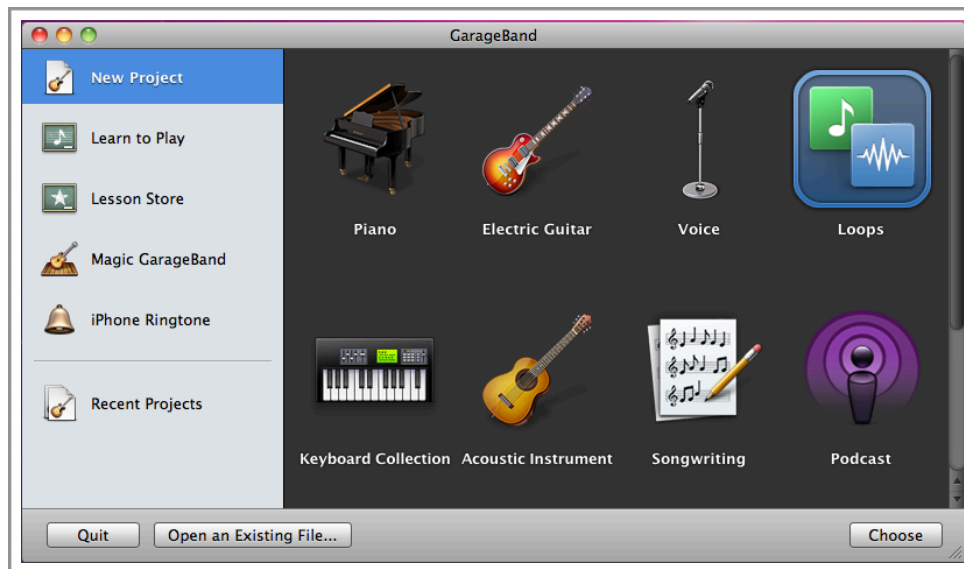 GarageBand
New Project
Learn to Play
Lesson Store
Magic GarageBand
iPhone Ringtone
Recent Projects
Piano
Electric Guitar
Voice
Loops
Keyboard Collection
Acoustic Instrument
Songwriting
Podcast
Quit
Open an Existing File...
Choose